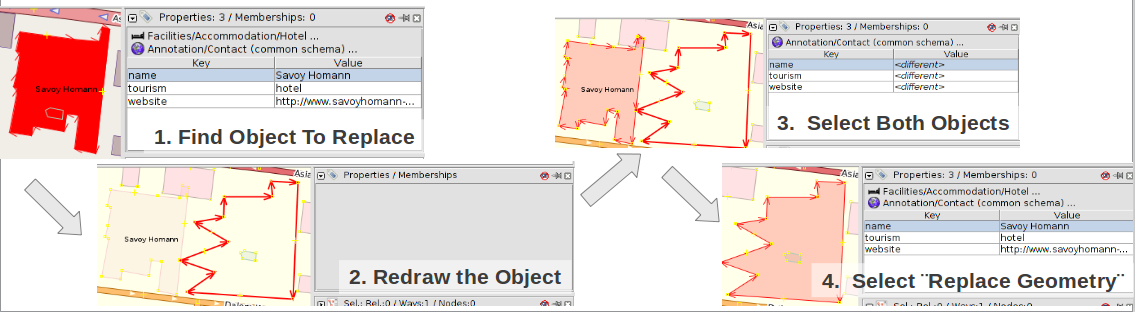 Properties: 3 / Memberships: 0
Facilities/Accommodation/Hotel ...
Annotation/Contact (common schema) ...
Key Value
name Savoy Homann
tourism hotel
website http://www.savoyhomann-...
Savoy Homann
1. Find Object To Replace
Asia
Properties / Memberships
Savoy Homann
2. Redraw the Object
Sel.: Rel.:0 / Ways:1 / Nodes:0
Properties: 3 / Memberships: 0
Annotation/Contact (common schema) ...
Key Value
name <different>
tourism <different>
website <different>
Savoy Homann
3. Select Both Objects
Asia
Properties: 3 / Memberships: 0
Facilities/Accommodation/Hotel ...
Annotation/Contact (common schema) ...
Key Value
name Savoy Homann
tourism hotel
website http://www.savoyhomann-...
4. Select ¨Replace Geometry¨
Sel.: Rel.:0 / Ways:1 / Nodes:0